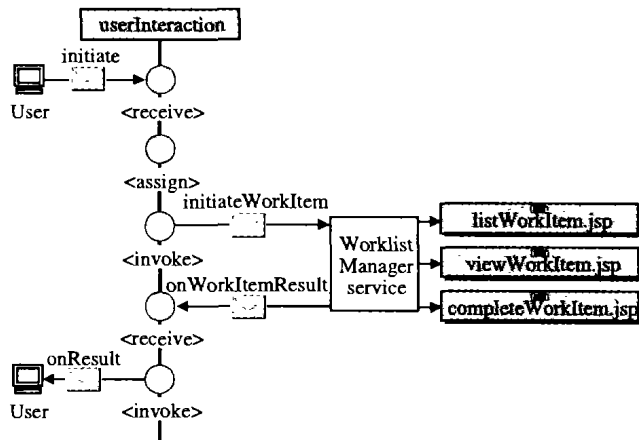 userInteraction
initiate
User
<receive>
<assign>
initiateWorkItem
<invoke>
Worklist
Manager
service
listWorkItem.jsp
viewWorkItem.jsp
completeWorkItem.jsp
onWorkItemResult
<receive>
onResult
User
<invoke>